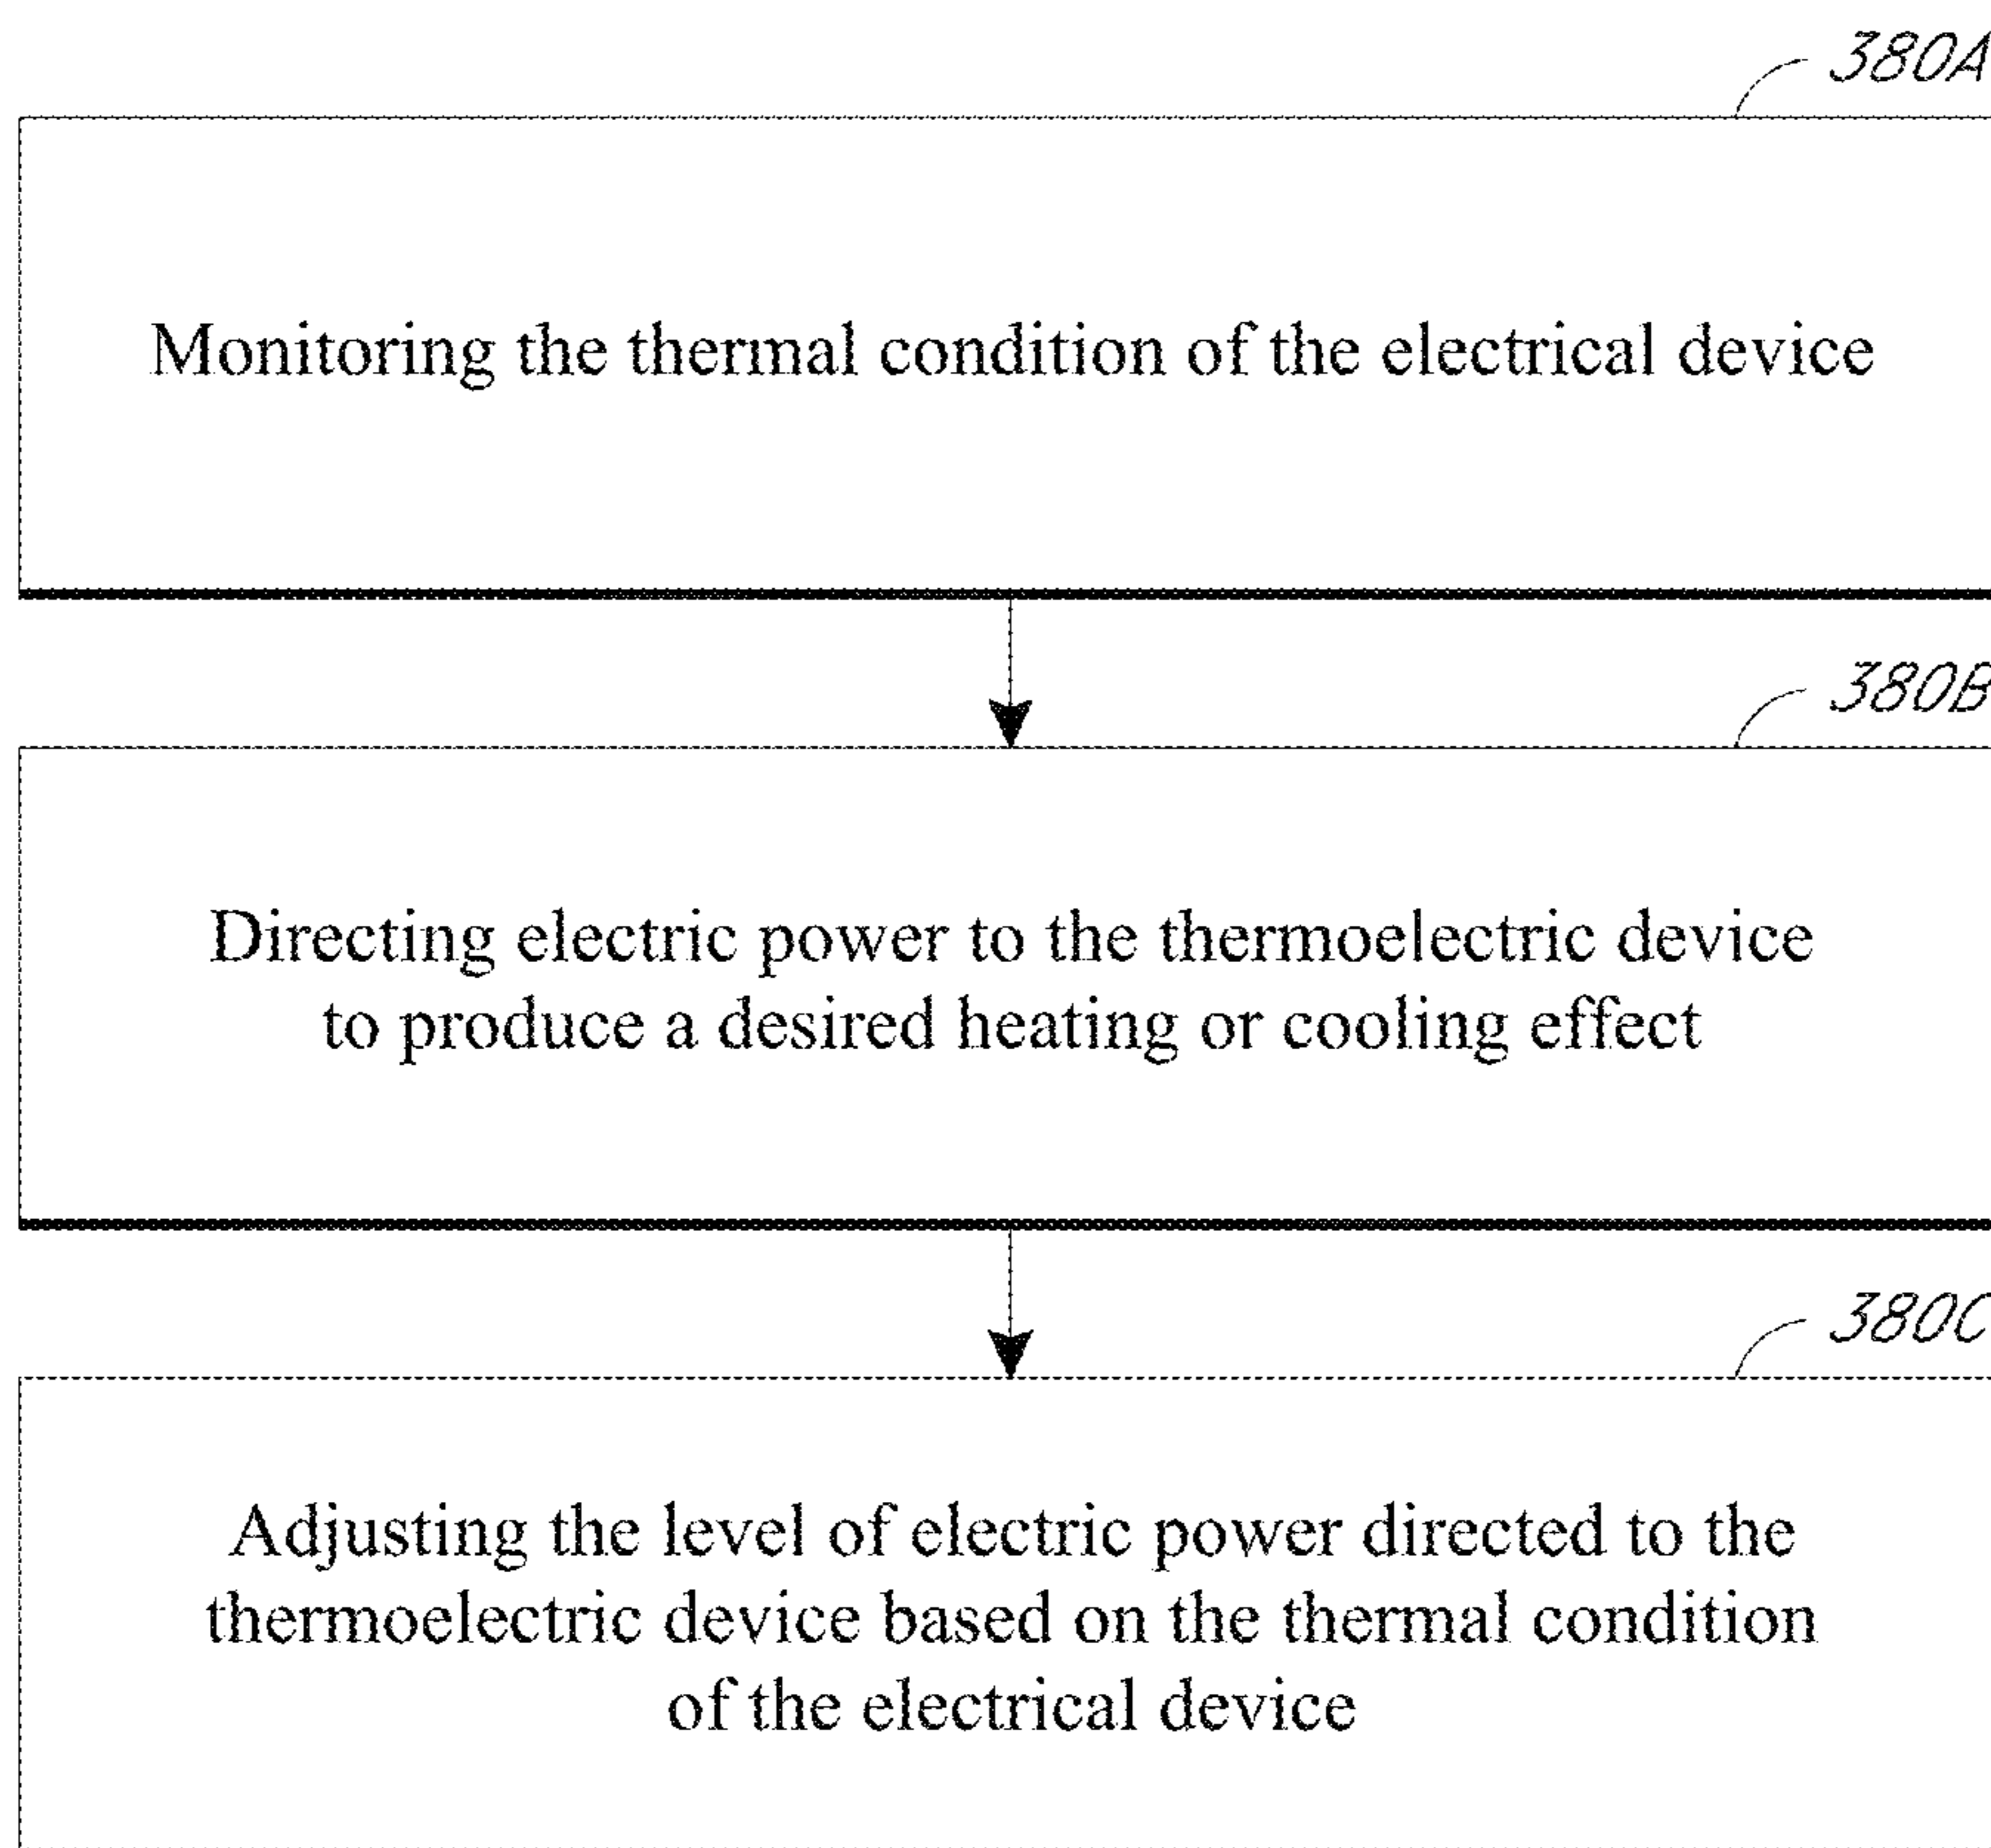 380A
Monitoring the thermal condition of the electrical device
380B
Directing electric power to the thermoelectric device
to produce a desired heating or cooling effect
380C
Adjusting the level of electric power directed to the
thermoelectric device based on the thermal condition
of the electrical device